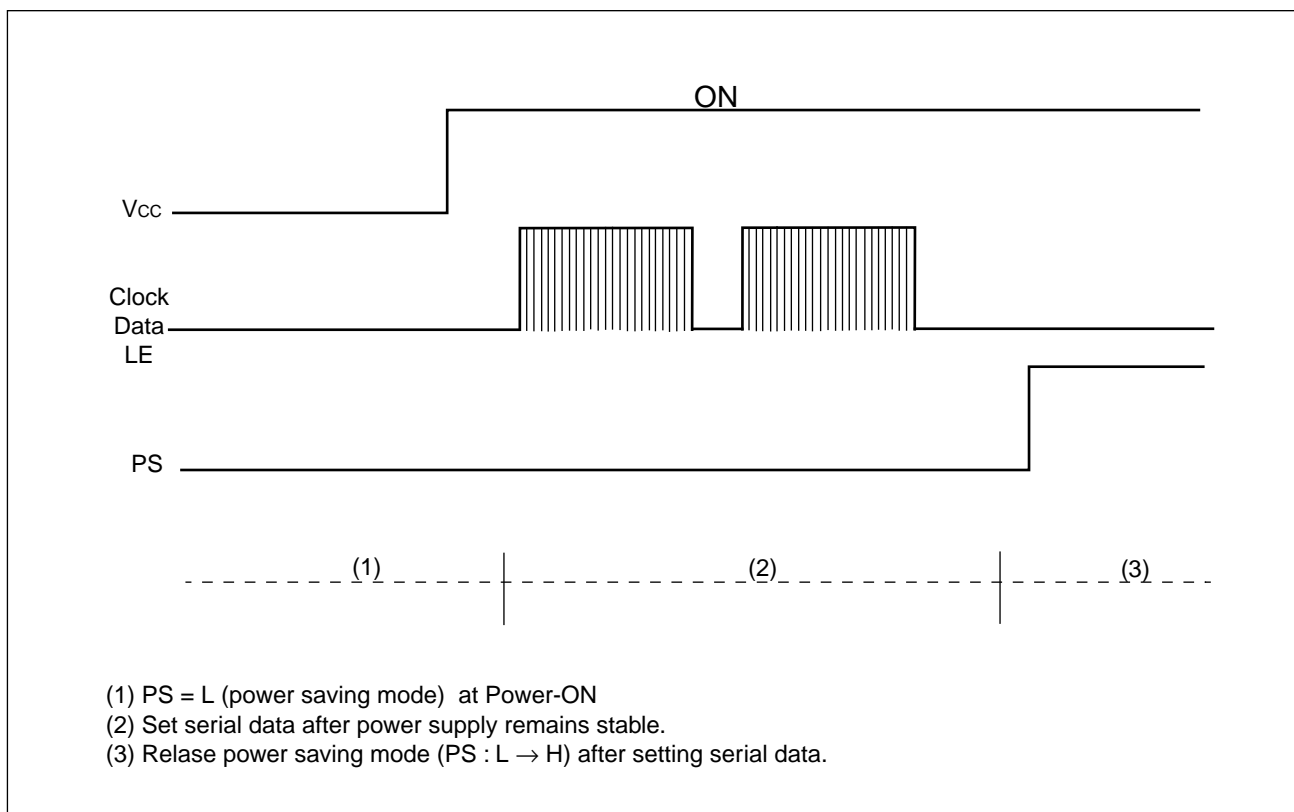 ON
Vcc
Clock
Data
LE
PS
(1) (2) (3)
(1) PS = L (power saving mode) at Power-ON
(2) Set serial data after power supply remains stable.
(3) Relase power saving mode (PS : L → H) after setting serial data.